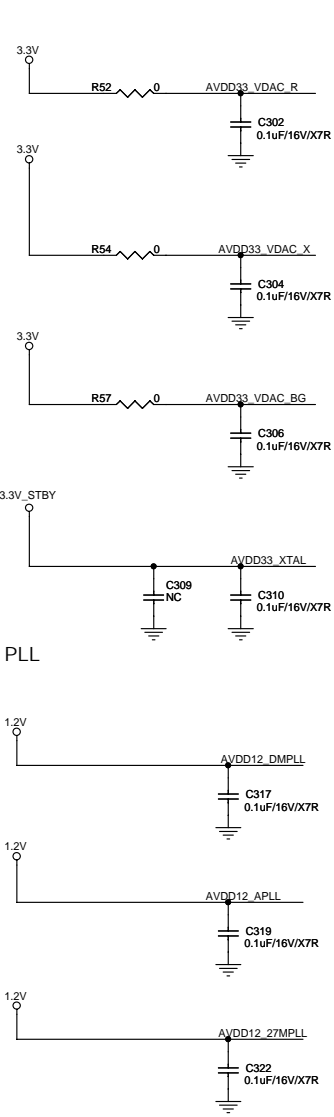 3.3V
R52 0 AVDD33_VDAC_R
C302
0.1uF/16V/X7R
3.3V
R54 0 AVDD33_VDAC_X
C304
0.1uF/16V/X7R
3.3V
R57 0 AVDD33_VDAC_BG
C306
0.1uF/16V/X7R
3.3V_STBY
AVDD33_XTAL
C309
NC
C310
0.1uF/16V/X7R
PLL
1.2V
AVDD12_DMPLL
C317
0.1uF/16V/X7R
1.2V
AVDD12_APLL
C319
0.1uF/16V/X7R
1.2V
AVDD12_27MPLL
C322
0.1uF/16V/X7R